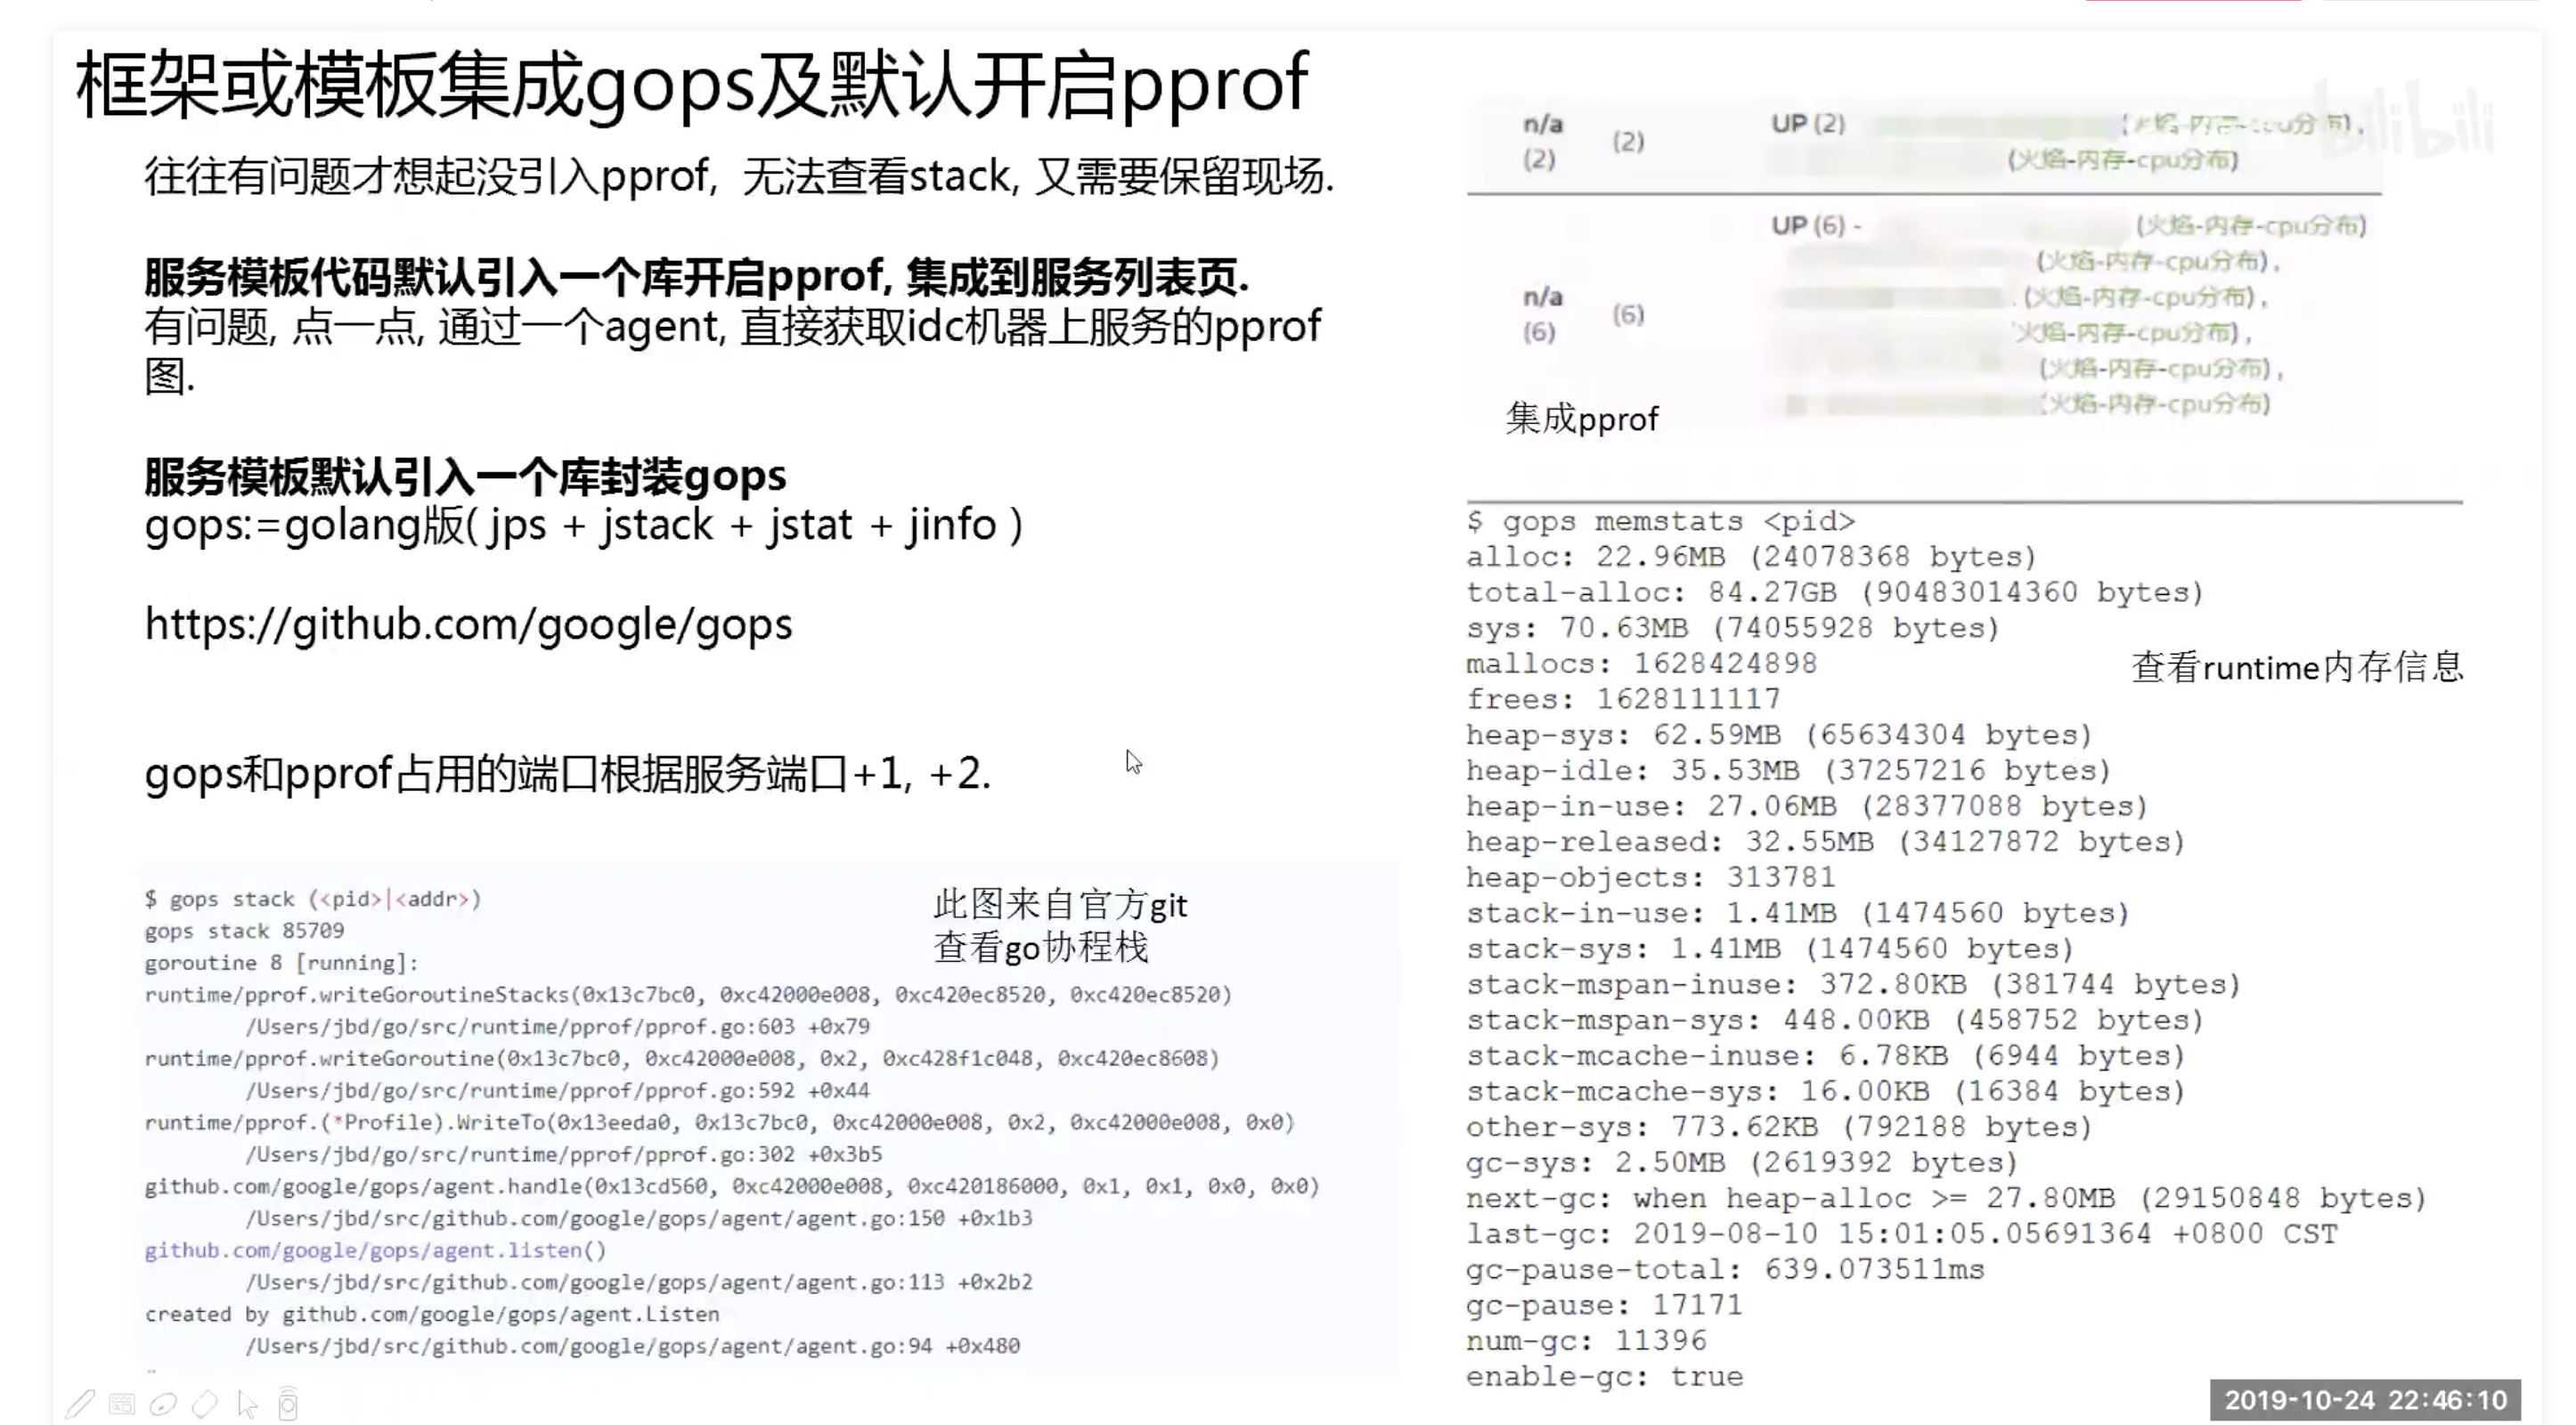 框架或模板集成gops及默认开启pprof
往往有问题才想起没引入pprof, 无法查看stack, 又需要保留现场.
服务模板代码默认引入一个库开启pprof, 集成到服务列表页.
有问题, 点一点, 通过一个agent, 直接获取idc机器上服务的pprof
图.
服务模板默认引入一个库封装gops
gops:=golang版( jps + jstack + jstat + jinfo )
https://github.com/google/gops
gops和pprof占用的端口根据服务端口+1, +2.
$ gops stack (<pid>|<addr>)
gops stack 85709
goroutine 8 [running]:
runtime/pprof.writeGoroutineStacks(0x13c7bc0, 0xc42000e008, 0xc420ec8520, 0xc420ec8520)
/Users/jbd/go/src/runtime/pprof/pprof.go:603 +0x79
runtime/pprof.writeGoroutine(0x13c7bc0, 0xc42000e008, 0x2, 0xc428f1c048, 0xc420ec8608)
/Users/jbd/go/src/runtime/pprof/pprof.go:592 +0x44
runtime/pprof.(*Profile).WriteTo(0x13eeda0, 0x13c7bc0, 0xc42000e008, 0x2, 0xc42000e008, 0x0)
/Users/jbd/go/src/runtime/pprof/pprof.go:302 +0x3b5
github.com/google/gops/agent.handle(0x13cd560, 0xc42000e008, 0xc420186000, 0x1, 0x1, 0x0, 0x0)
/Users/jbd/src/github.com/google/gops/agent/agent.go:150 +0x1b3
github.com/google/gops/agent.listen()
/Users/jbd/src/github.com/google/gops/agent/agent.go:113 +0x2b2
created by github.com/google/gops/agent.Listen
/Users/jbd/src/github.com/google/gops/agent/agent.go:94 +0x480
此图来自官方git
查看go协程栈
bilibili
n/a (2) (2) UP (2) (火焰-内存-cpu分布),
(火焰-内存-cpu分布)
n/a (6) (6) UP (6) - (火焰-内存-cpu分布)
(火焰-内存-cpu分布),
(火焰-内存-cpu分布),
火焰-内存-cpu分布),
(火焰-内存-cpu分布),
(火焰-内存-cpu分布)
集成pprof
$ gops memstats <pid>
alloc: 22.96MB (24078368 bytes)
total-alloc: 84.27GB (90483014360 bytes)
sys: 70.63MB (74055928 bytes)
mallocs: 1628424898
frees: 1628111117
heap-sys: 62.59MB (65634304 bytes)
heap-idle: 35.53MB (37257216 bytes)
heap-in-use: 27.06MB (28377088 bytes)
heap-released: 32.55MB (34127872 bytes)
heap-objects: 313781
stack-in-use: 1.41MB (1474560 bytes)
stack-sys: 1.41MB (1474560 bytes)
stack-mspan-inuse: 372.80KB (381744 bytes)
stack-mspan-sys: 448.00KB (458752 bytes)
stack-mcache-inuse: 6.78KB (6944 bytes)
stack-mcache-sys: 16.00KB (16384 bytes)
other-sys: 773.62KB (792188 bytes)
gc-sys: 2.50MB (2619392 bytes)
next-gc: when heap-alloc >= 27.80MB (29150848 bytes)
last-gc: 2019-08-10 15:01:05.05691364 +0800 CST
gc-pause-total: 639.073511ms
gc-pause: 17171
num-gc: 11396
enable-gc: true
查看runtime内存信息
2019-10-24 22:46:10